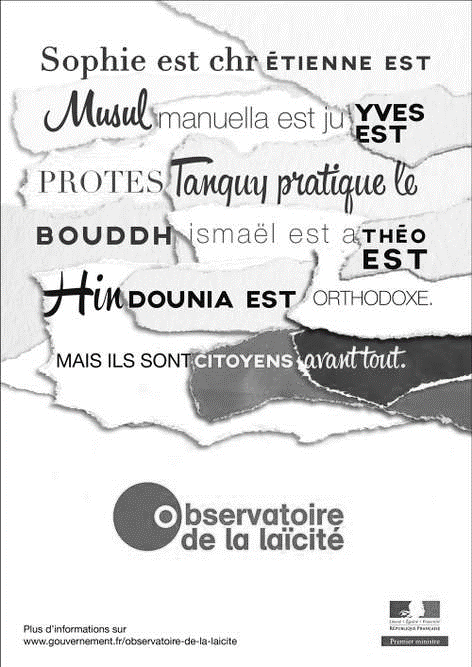 Sophie est chr ÉTIENNE EST
Musul manuella est ju YVES EST
PROTES Tanguy pratique le
BOUDDH ismaël est a THÉO EST
Hin DOUNIA EST ORTHODOXE.
MAIS ILS SONT CITOYENS avant tout.
observatoire
de la laïcité
Plus d'informations sur
www.gouvernement.fr/observatoire-de-la-laicite
Liberté • Égalité • Fraternité
RÉPUBLIQUE FRANÇAISE
Premier ministre